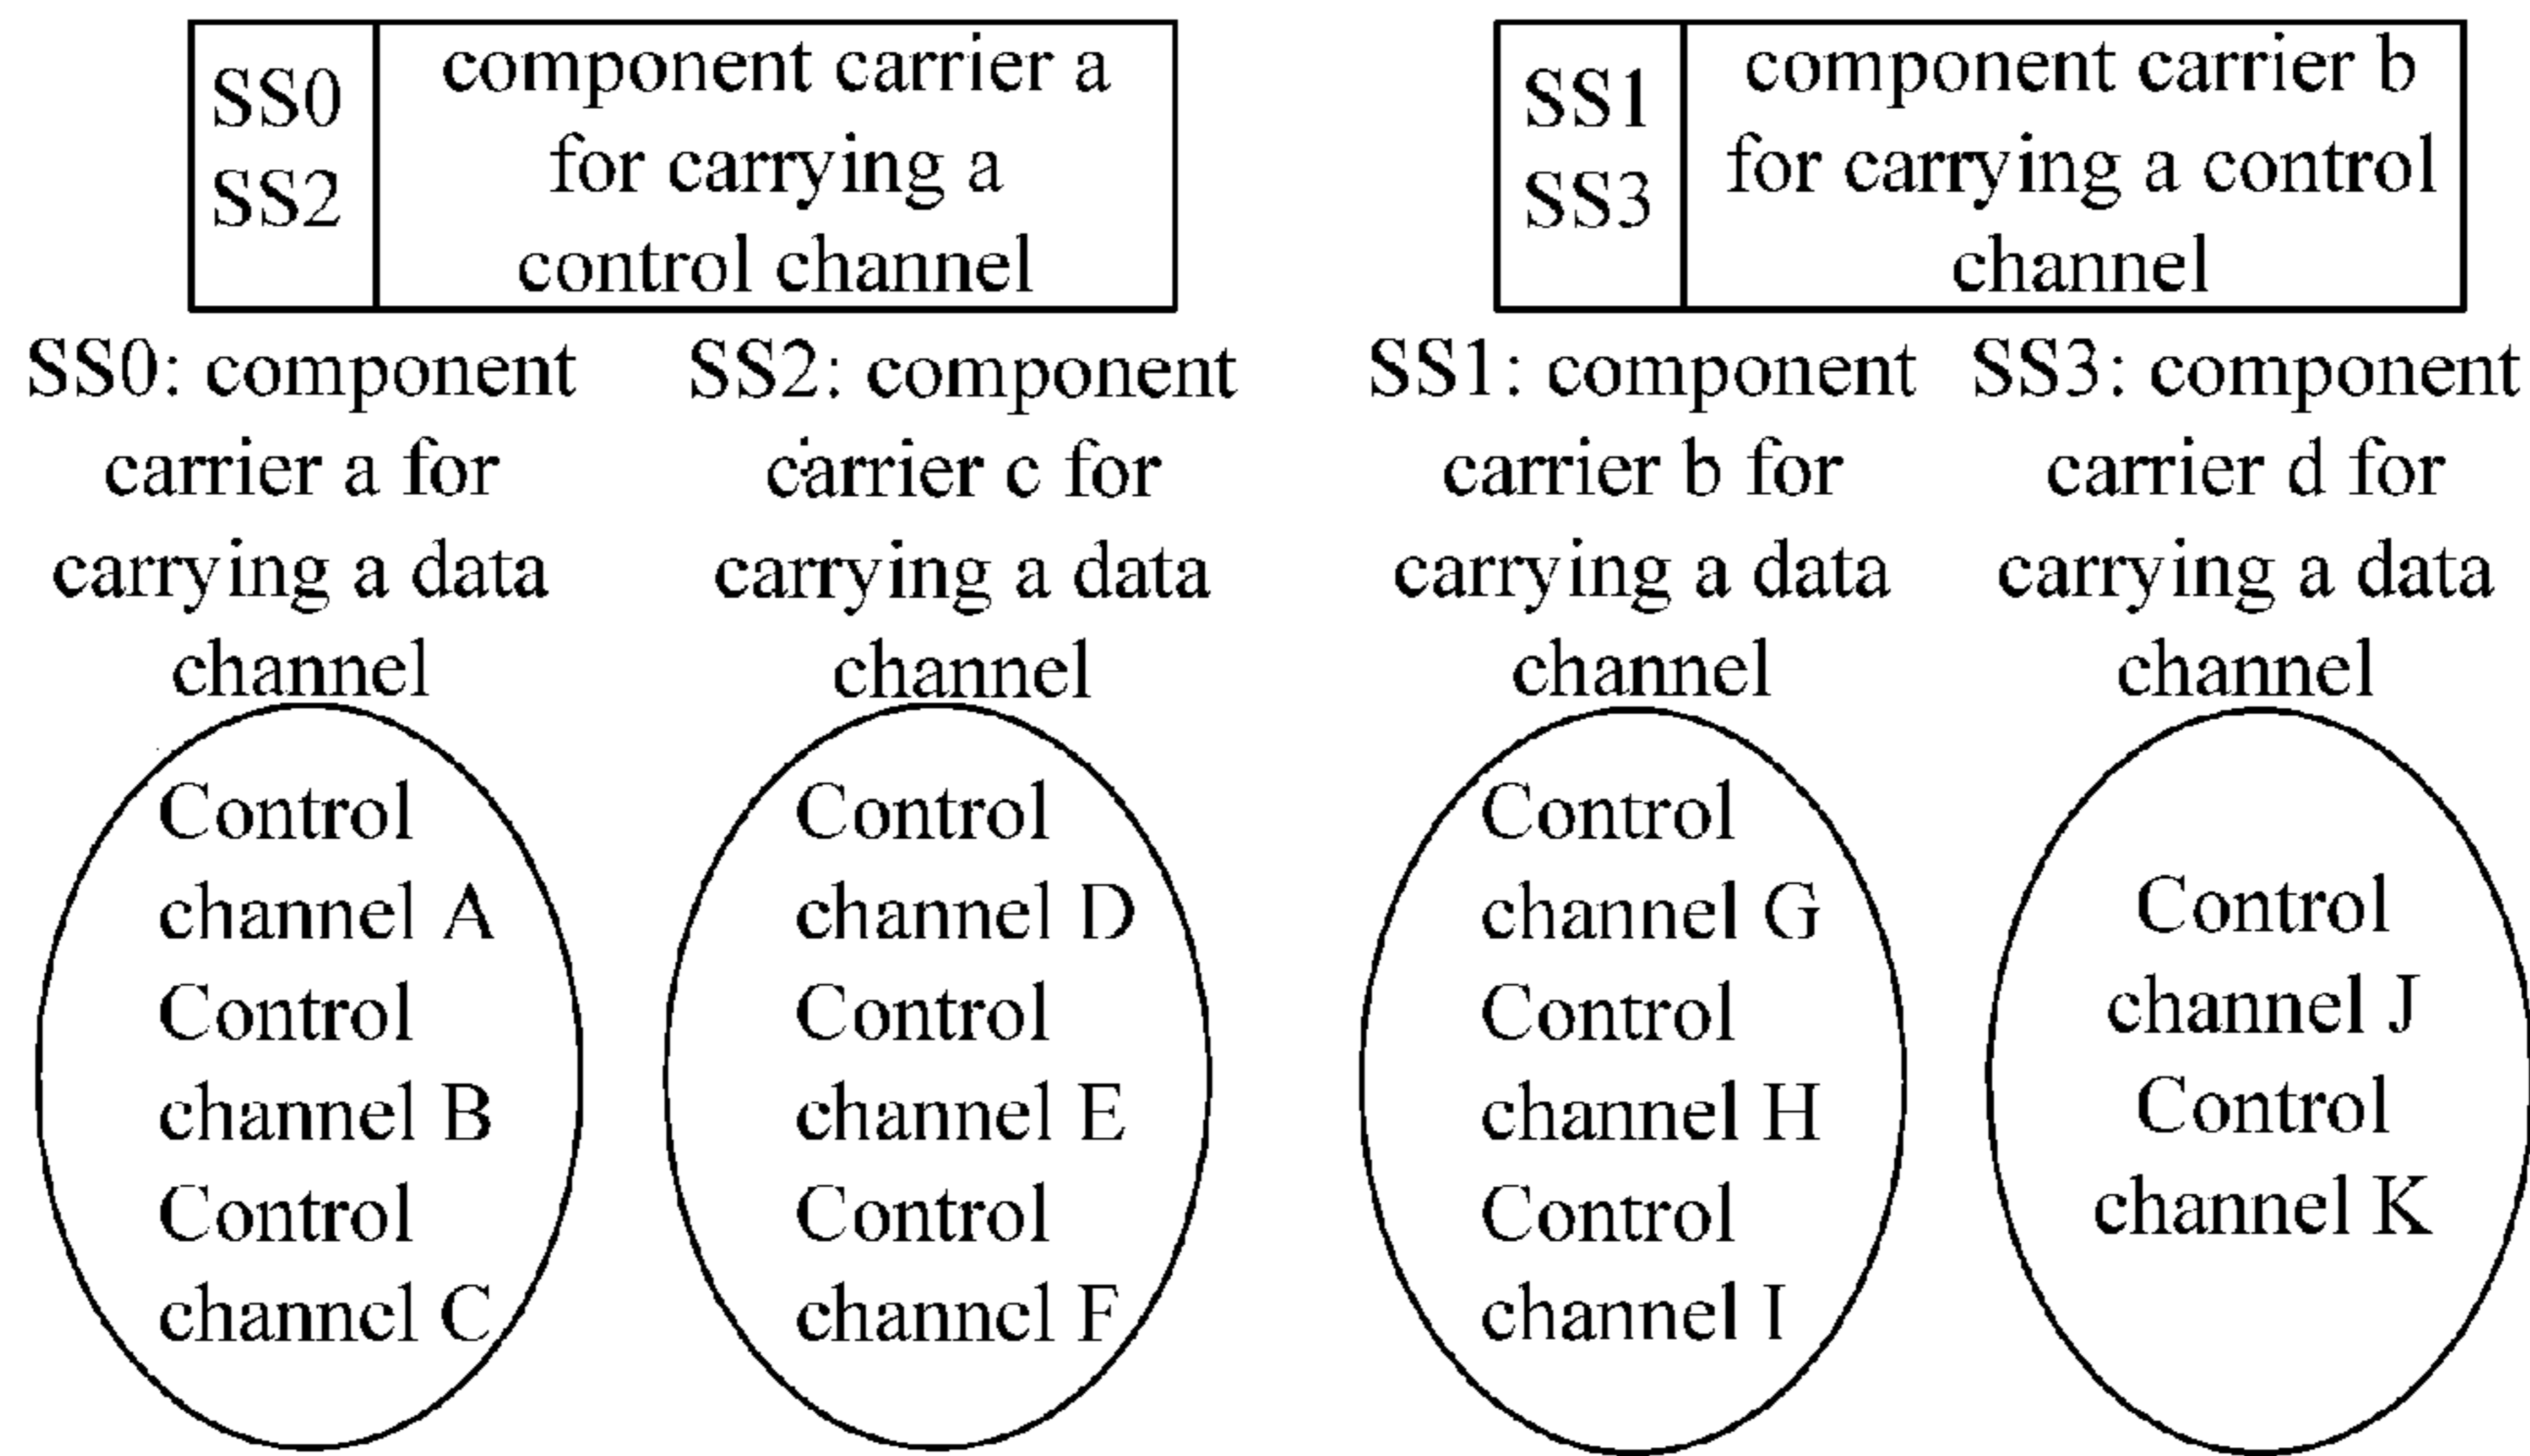 SS0
SS2
component carrier a
for carrying a
control channel
SS1
SS3
component carrier b
for carrying a control
channel
SS0: component
carrier a for
carrying a data
channel
SS2: component
carrier c for
carrying a data
channel
SS1: component
carrier b for
carrying a data
channel
SS3: component
carrier d for
carrying a data
channel
Control
channel A
Control
channel B
Control
channel C
Control
channel D
Control
channel E
Control
channel F
Control
channel G
Control
channel H
Control
channel I
Control
channel J
Control
channel K